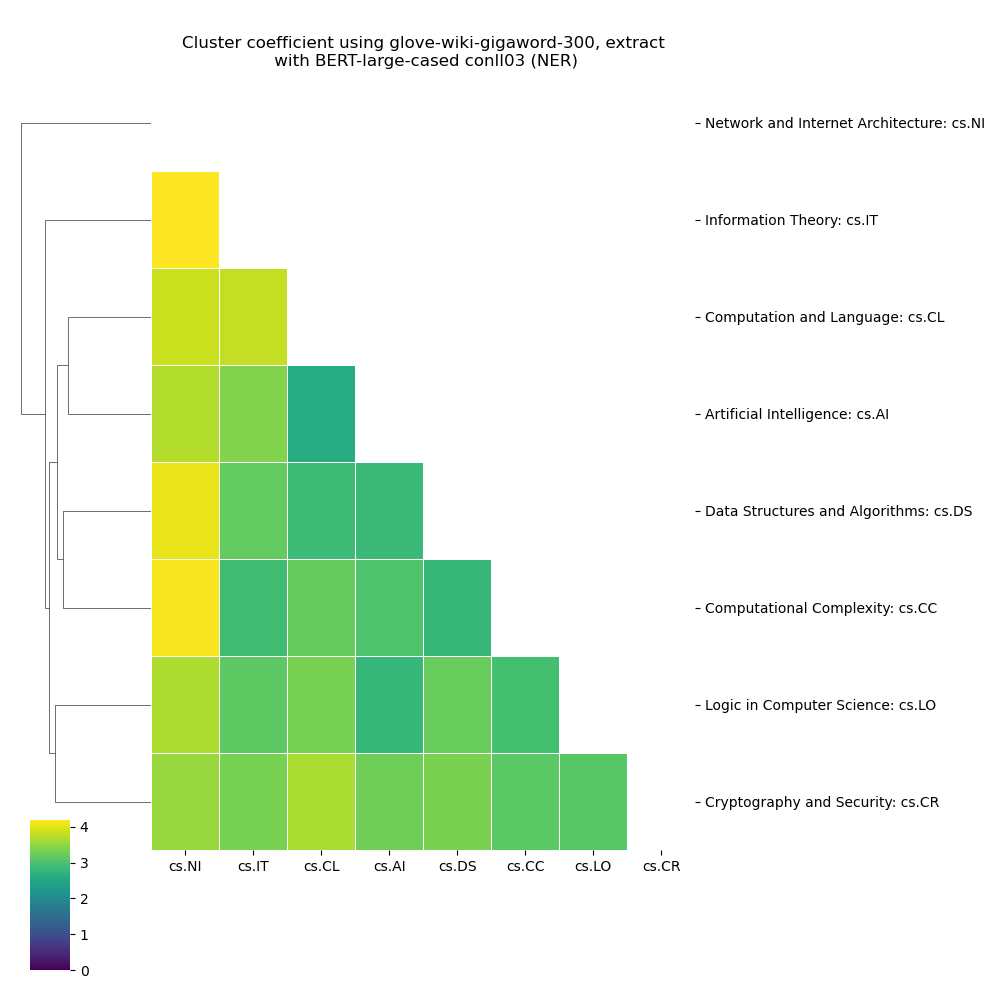 Cluster coefficient using glove-wiki-gigaword-300, extract
with BERT-large-cased conll03 (NER)
Network and Internet Architecture: cs.NI
Information Theory: cs.IT
Computation and Language: cs.CL
Artificial Intelligence: cs.AI
Data Structures and Algorithms: cs.DS
Computational Complexity: cs.CC
Logic in Computer Science: cs.LO
Cryptography and Security: cs.CR
cs.NI cs.IT cs.CL cs.AI cs.DS cs.CC cs.LO cs.CR
4
3
2
1
0